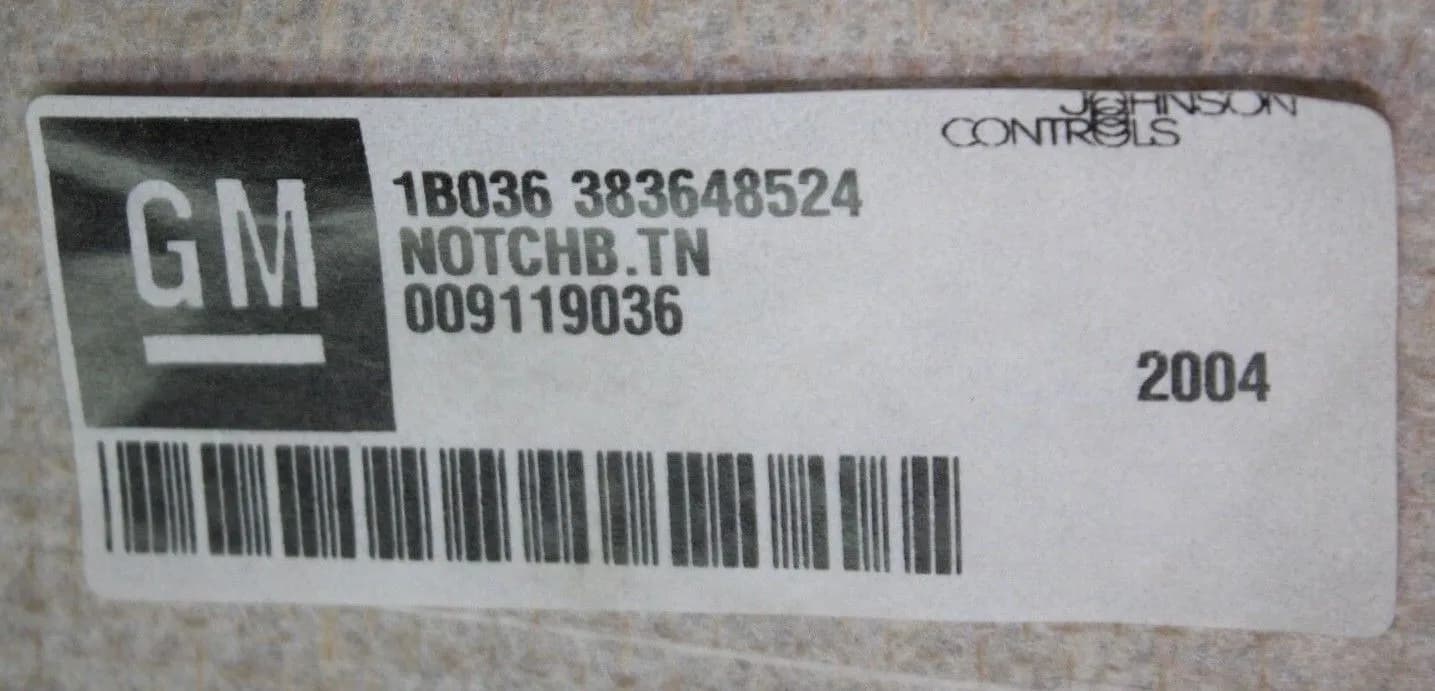 JOHNSON
CONTROLS
GM
1B036 383648524
NOTCHB.TN
009119036
2004